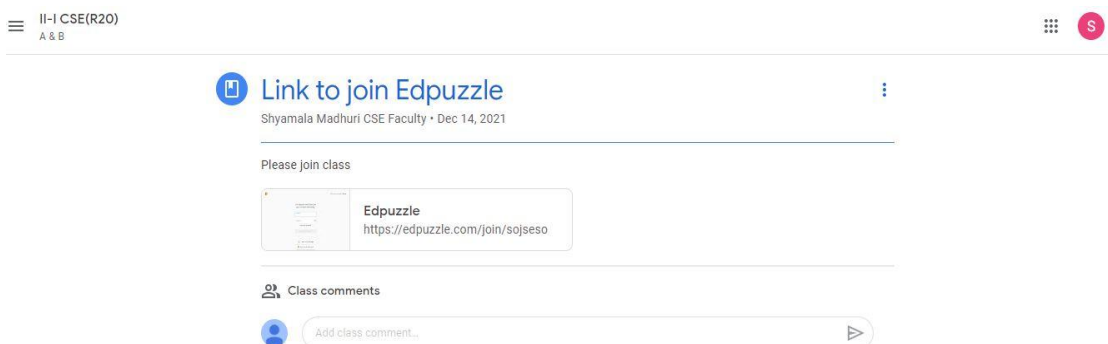 II-I CSE(R20)
A & B
S
Link to join Edpuzzle
Shyamala Madhuri CSE Faculty • Dec 14, 2021
Please join class
Edpuzzle
https://edpuzzle.com/join/sojseso
Class comments
Add class comment...